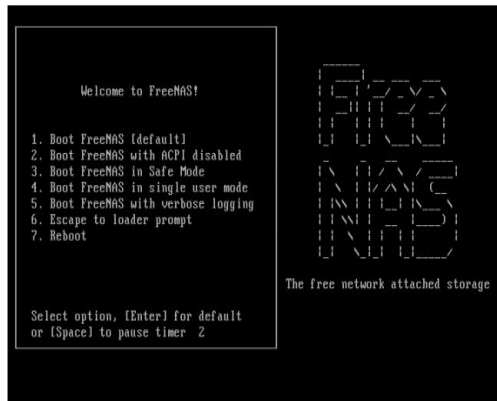 Welcome to FreeNAS!
1. Boot FreeNAS [default]
2. Boot FreeNAS with ACPI disabled
3. Boot FreeNAS in Safe Mode
4. Boot FreeNAS in single user mode
5. Boot FreeNAS with verbose logging
6. Escape to loader prompt
7. Reboot
Select option, [Enter] for default
or [Space] to pause timer 2
Free
NAS
The free network attached storage